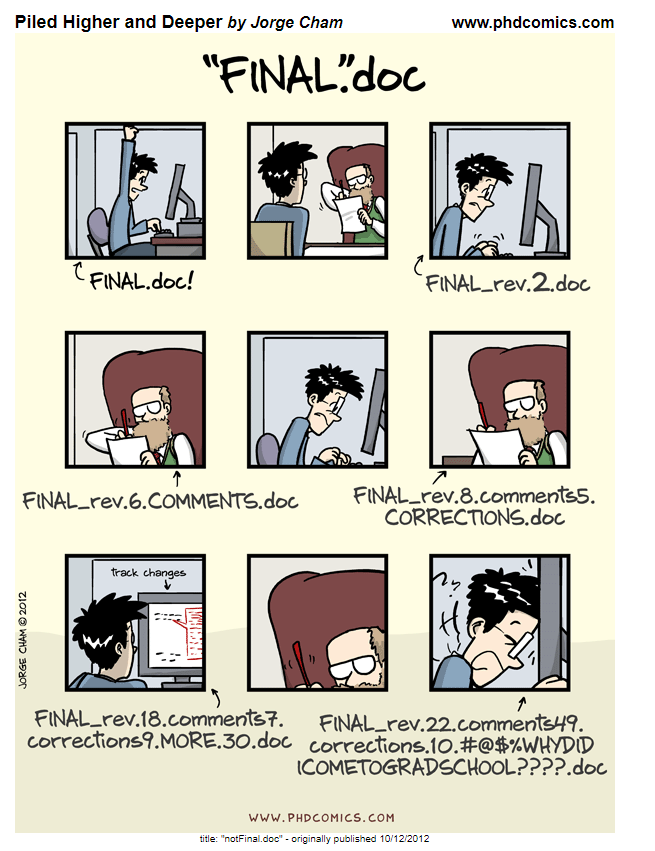 Piled Higher and Deeper by Jorge Cham www.phdcomics.com
"FINAL".doc
FINAL.doc!
FINAL_rev.2.doc
FINAL_rev.6.COMMENTS.doc
FINAL_rev.8.comments5.
CORRECTIONS.doc
track changes
FINAL_rev.18.comments7.
corrections9.MORE.30.doc
FINAL_rev.22.comments49.
corrections.10.#@$%WHYDID
ICOMETOGRADSCHOOL????.doc
JORGE CHAM © 2012
WWW.PHDCOMICS.COM
title: "notFinal.doc" - originally published 10/12/2012